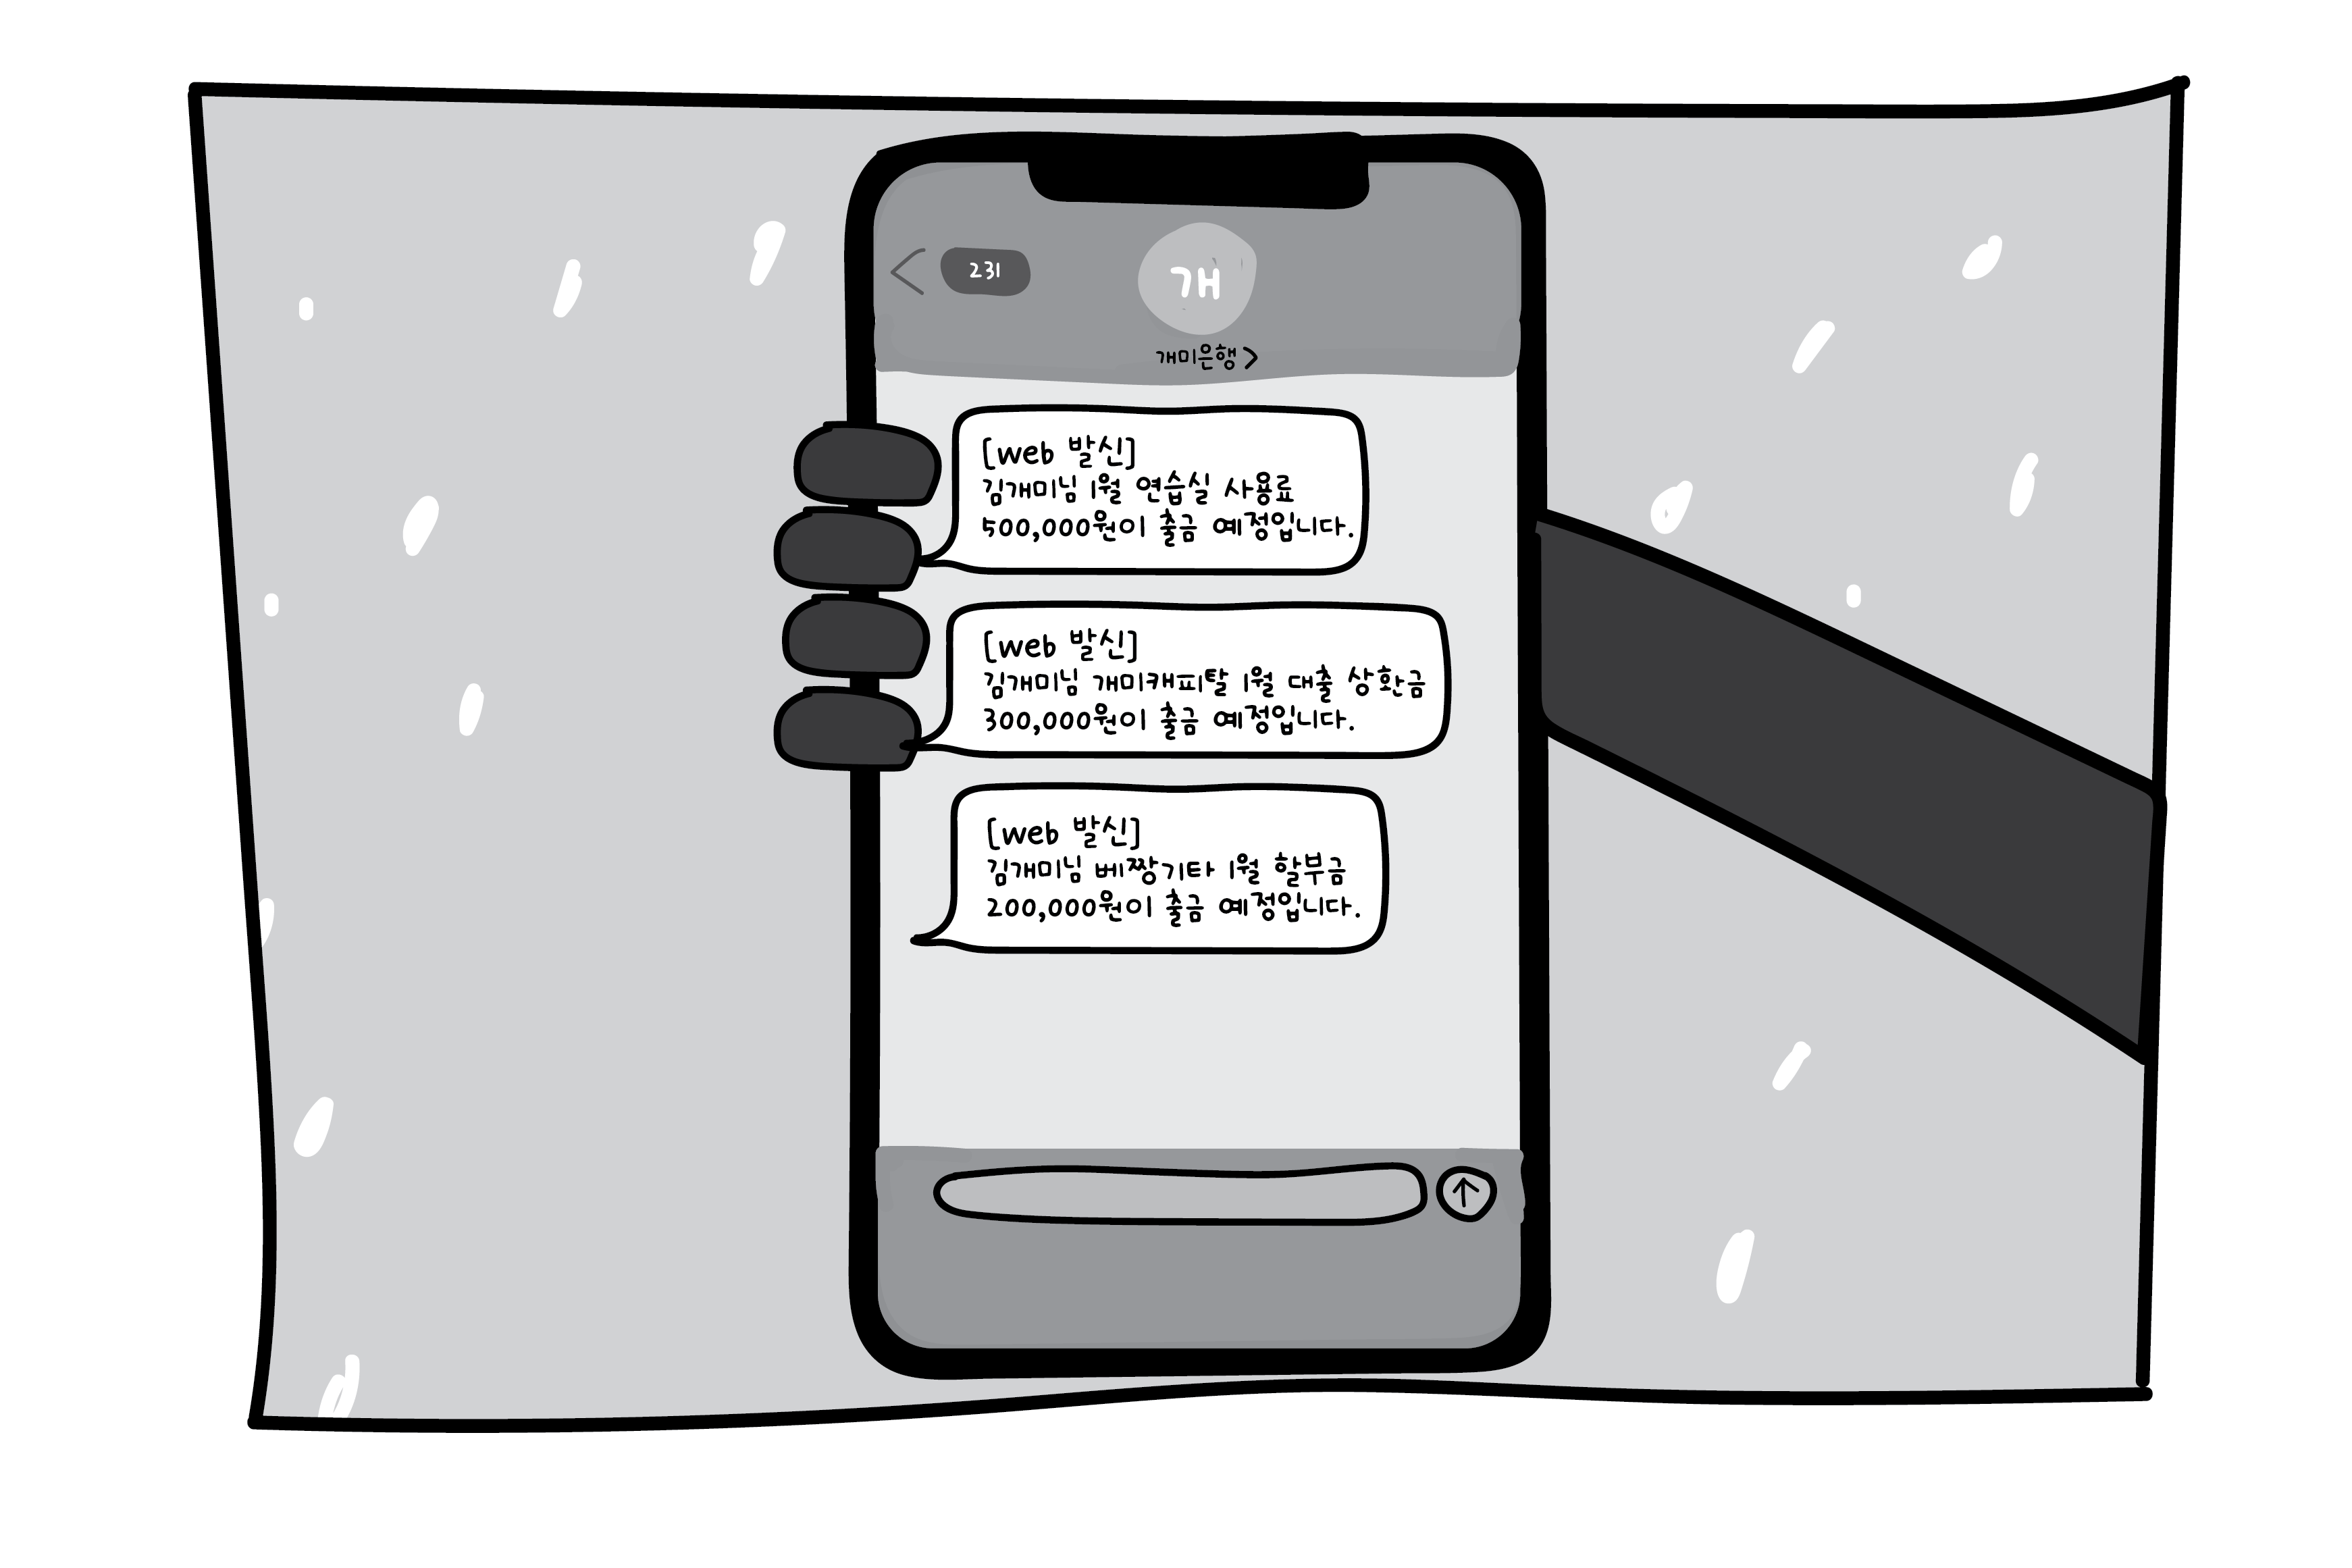 231
개
개미은행 >
[web 발신]
김개미님 1월 연습실 사용료
500,000원이 출금 예정입니다.
[web 발신]
김개미님 개미캐피탈 1월 대출 상환금
300,000원이 출금 예정입니다.
[web 발신]
김개미님 베짱기타 1월 할부금
200,000원이 출금 예정입니다.